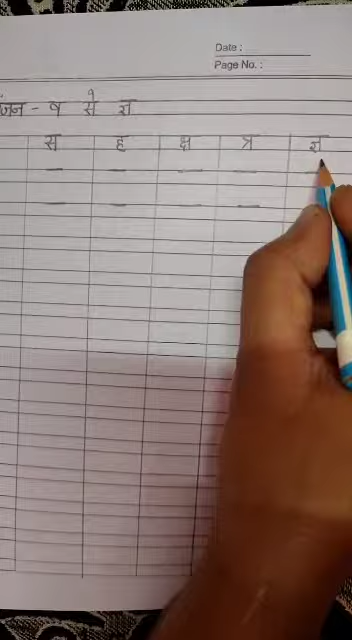 Date :
Page No. :
ंजन - ष से ज्ञ
स ह क्ष त्र ज्ञ